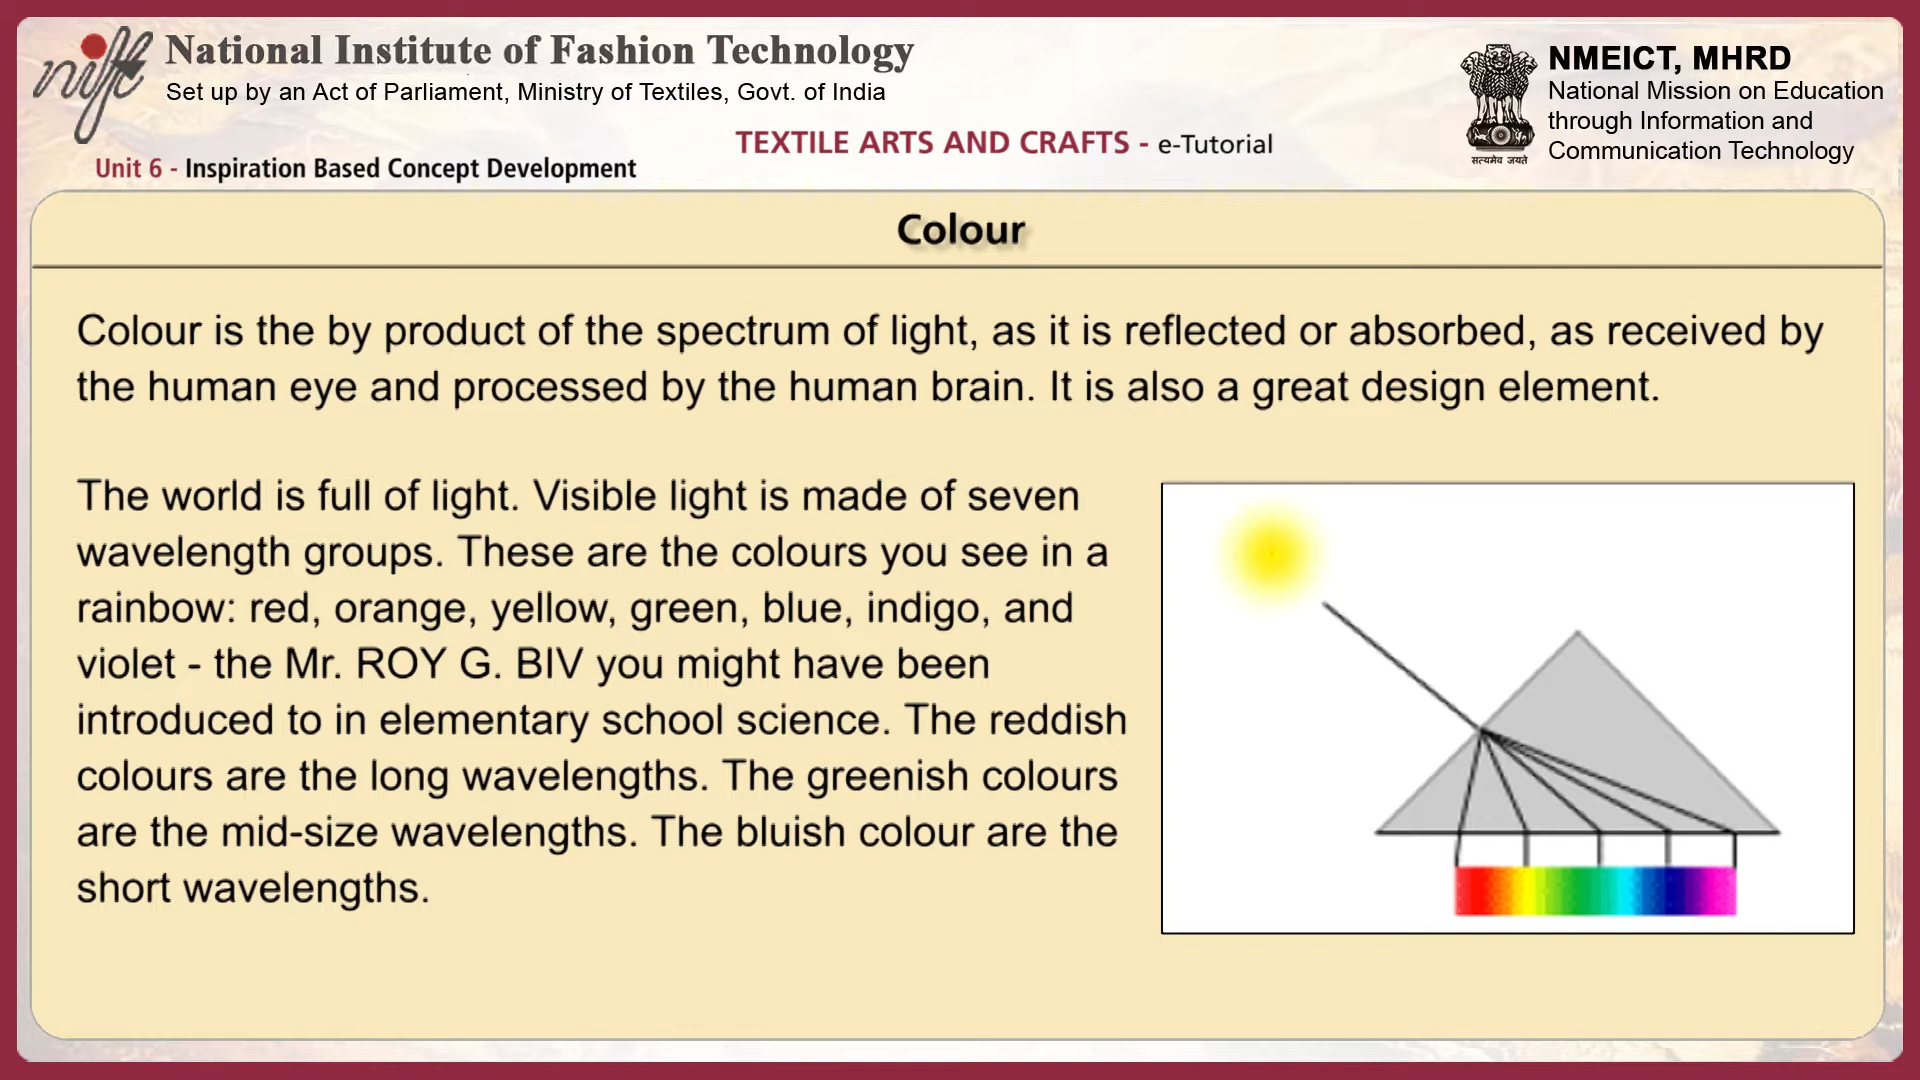 nift
National Institute of Fashion Technology
Set up by an Act of Parliament, Ministry of Textiles, Govt. of India
TEXTILE ARTS AND CRAFTS - e-Tutorial
Unit 6 - Inspiration Based Concept Development
सत्यमेव जयते
NMEICT, MHRD
National Mission on Education
through Information and
Communication Technology
Colour
Colour is the by product of the spectrum of light, as it is reflected or absorbed, as received by
the human eye and processed by the human brain. It is also a great design element.
The world is full of light. Visible light is made of seven
wavelength groups. These are the colours you see in a
rainbow: red, orange, yellow, green, blue, indigo, and
violet - the Mr. ROY G. BIV you might have been
introduced to in elementary school science. The reddish
colours are the long wavelengths. The greenish colours
are the mid-size wavelengths. The bluish colour are the
short wavelengths.